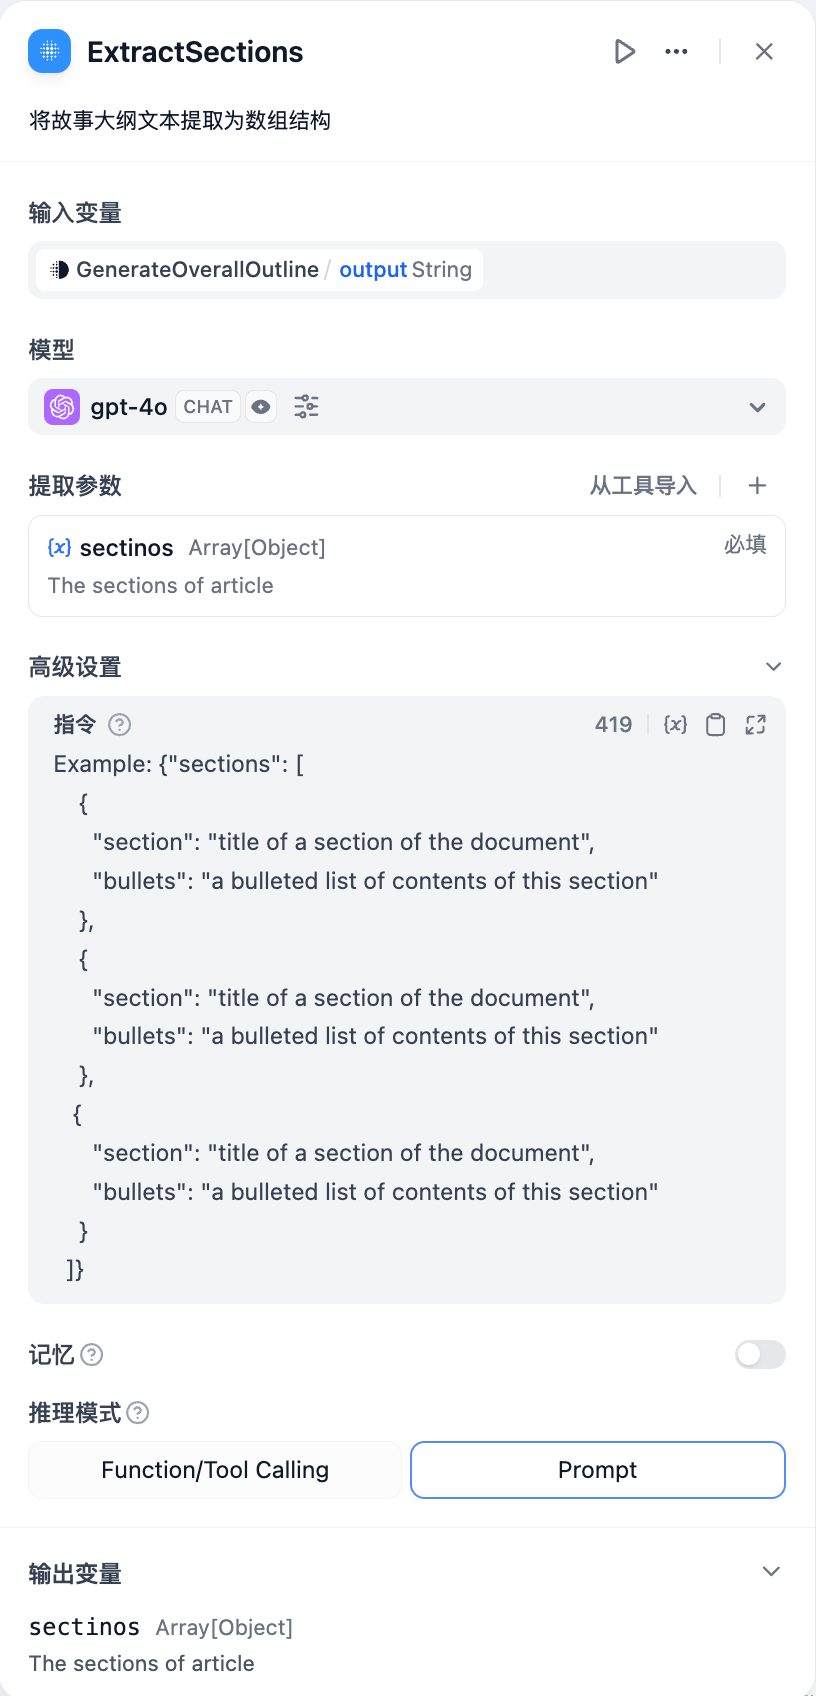 ExtractSections
将故事大纲文本提取为数组结构
输入变量
GenerateOverallOutline / output String
模型
gpt-4o CHAT
提取参数 从工具导入
{x} sectinos Array[Object] 必填
The sections of article
高级设置
指令 419 {x}
Example: {"sections": [
{
"section": "title of a section of the document",
"bullets": "a bulleted list of contents of this section"
},
{
"section": "title of a section of the document",
"bullets": "a bulleted list of contents of this section"
},
{
"section": "title of a section of the document",
"bullets": "a bulleted list of contents of this section"
}
]}
记忆
推理模式
Function/Tool Calling Prompt
输出变量
sectinos Array[Object]
The sections of article